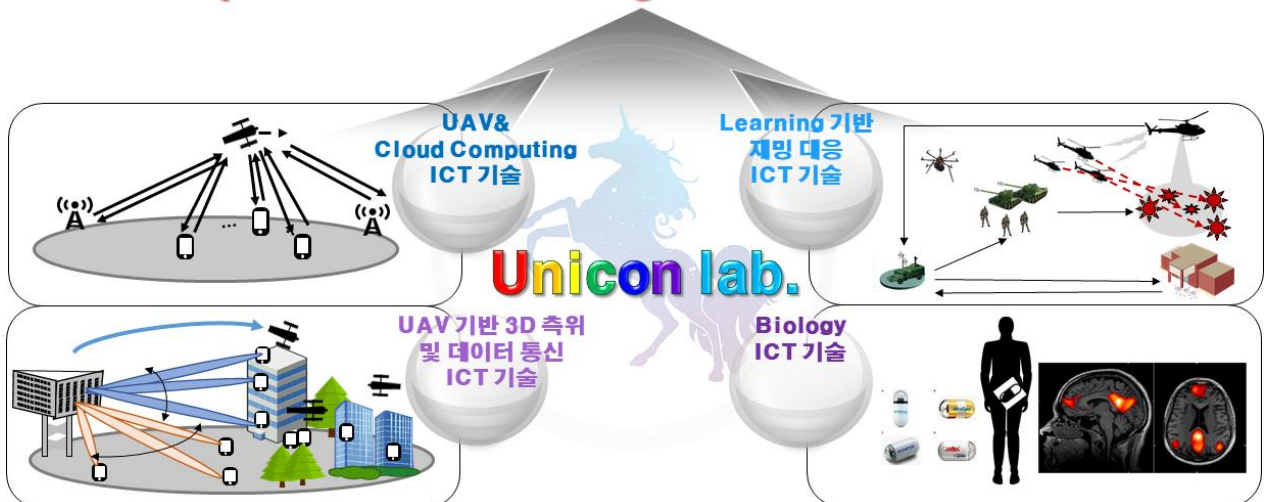 UAV&
Cloud Computing
ICT 기술
Learning 기반
재밍 대응
ICT 기술
Unicon lab.
UAV 기반 3D 측위
및 데이터 통신
ICT 기술
Biology
ICT 기술